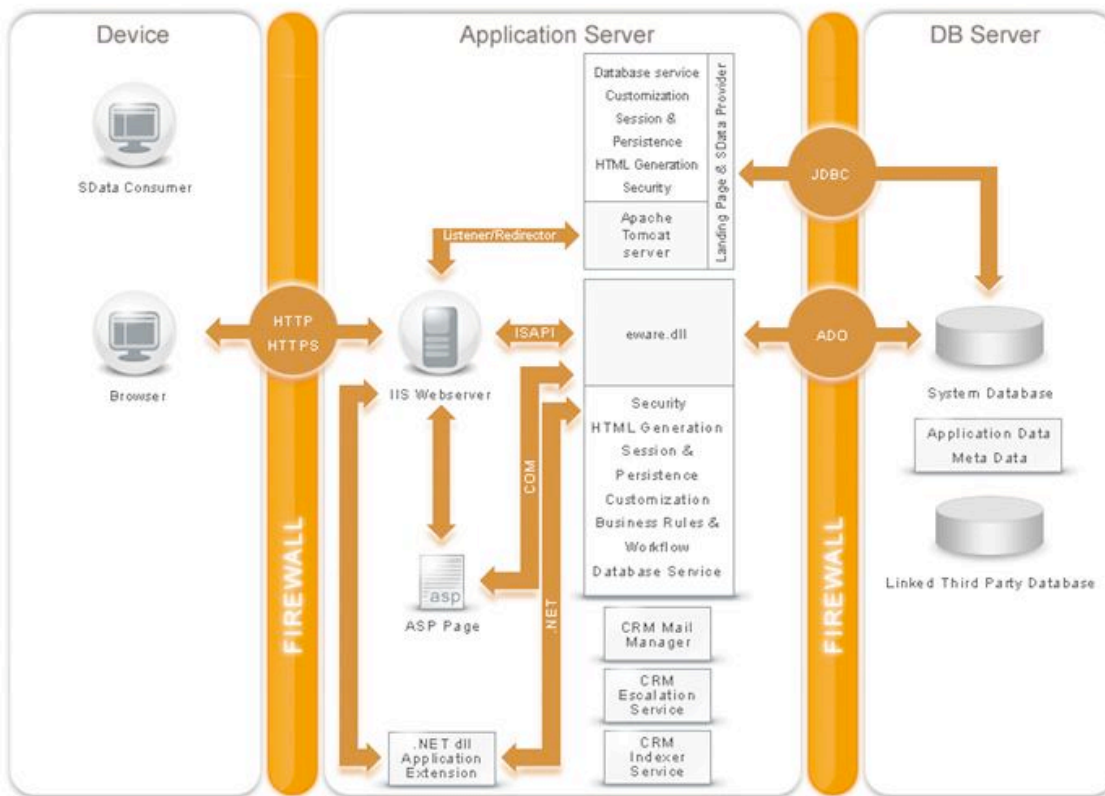 Device
Application Server
DB Server
SData Consumer
Browser
FIREWALL
HTTP
HTTPS
Listener/Redirector
IIS Webserver
ISAPI
COM
.NET
asp
ASP Page
.NET dll
Application
Extension
Database service
Customization
Session &
Persistence
HTML Generation
Security
Apache
Tomcat
server
Landing Page & SData Provider
eware.dll
Security
HTML Generation
Session &
Persistence
Customization
Business Rules &
Workflow
Database Service
CRM Mail
Manager
CRM
Escalation
Service
CRM
Indexer
Service
FIREWALL
JDBC
ADO
System Database
Application Data
Meta Data
Linked Third Party Database